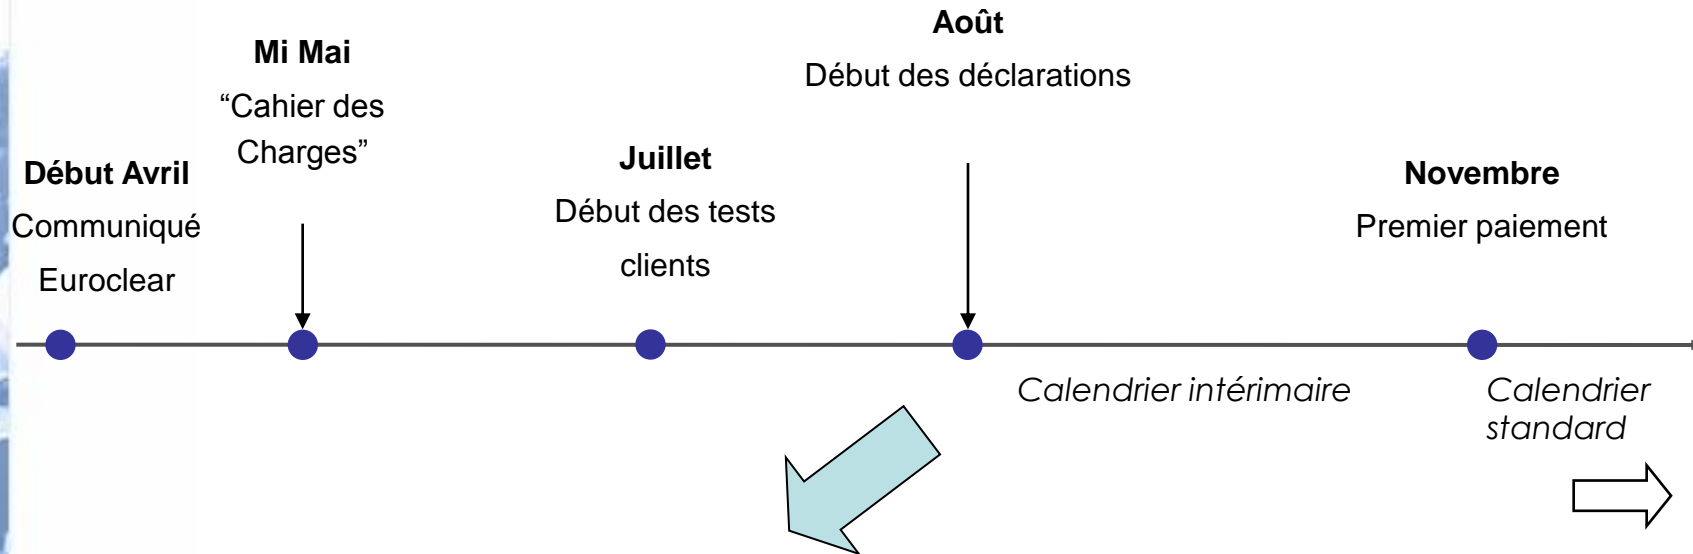 Début Avril
Communiqué
Euroclear
Mi Mai
“Cahier des
Charges”
Juillet
Début des tests
clients
Août
Début des déclarations
Novembre
Premier paiement
Calendrier intérimaire
Calendrier
standard